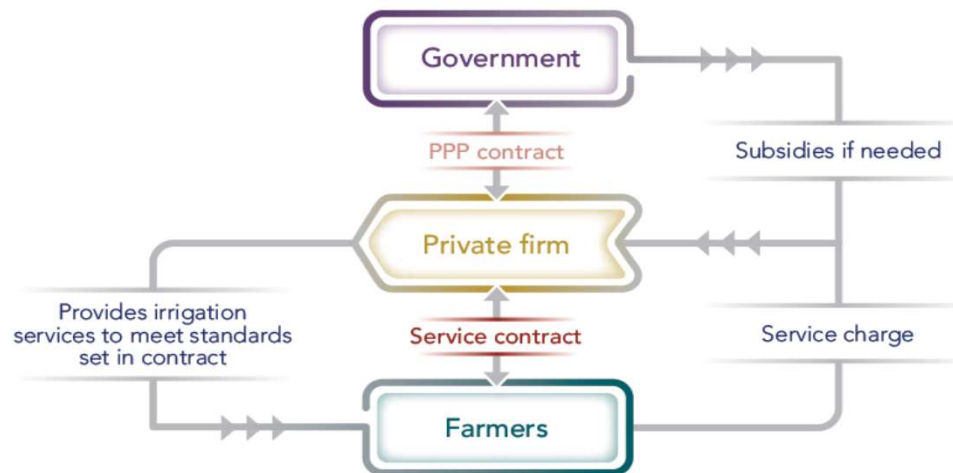 Government
PPP contract
Subsidies if needed
Private firm
Provides irrigation
services to meet standards
set in contract
Service contract
Service charge
Farmers